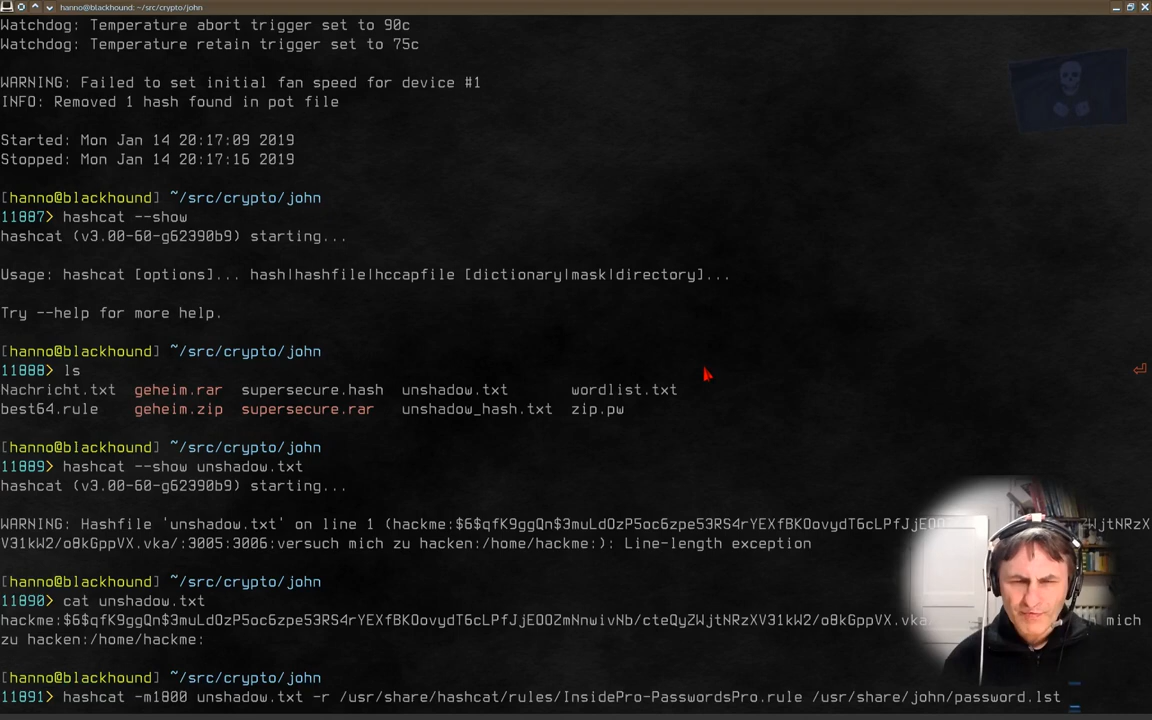 hanno@blackhound: ~/src/crypto/john
Watchdog: Temperature abort trigger set to 90c
Watchdog: Temperature retain trigger set to 75c
WARNING: Failed to set initial fan speed for device #1
INFO: Removed 1 hash found in pot file
Started: Mon Jan 14 20:17:09 2019
Stopped: Mon Jan 14 20:17:16 2019
[hanno@blackhound] ~/src/crypto/john
11887> hashcat --show
hashcat (v3.00-60-g62390b9) starting...
Usage: hashcat [options]... hash|hashfile|hccapfile [dictionary|mask|directory]...
Try --help for more help.
[hanno@blackhound] ~/src/crypto/john
11888> ls
Nachricht.txt geheim.rar supersecure.hash unshadow.txt wordlist.txt
best64.rule geheim.zip supersecure.rar unshadow_hash.txt zip.pw
[hanno@blackhound] ~/src/crypto/john
11889> hashcat --show unshadow.txt
hashcat (v3.00-60-g62390b9) starting...
WARNING: Hashfile 'unshadow.txt' on line 1 (hackme:$6$qfK9ggQn$3muLdOzP5oc6zpe53RS4rYEXfBKOovydT6cLPfJjEOO ZWjtNRzX
V31kW2/o8kGppVX.vka/:3005:3006:versuch mich zu hacken:/home/hackme:): Line-length exception
[hanno@blackhound] ~/src/crypto/john
11890> cat unshadow.txt
hackme:$6$qfK9ggQn$3muLdOzP5oc6zpe53RS4rYEXfBKOovydT6cLPfJjEOOZmNnwivNb/cteQyZWjtNRzXV31kW2/o8kGppVX.vka mich
zu hacken:/home/hackme:
[hanno@blackhound] ~/src/crypto/john
11891> hashcat -m1800 unshadow.txt -r /usr/share/hashcat/rules/InsidePro-PasswordsPro.rule /usr/share/john/password.lst